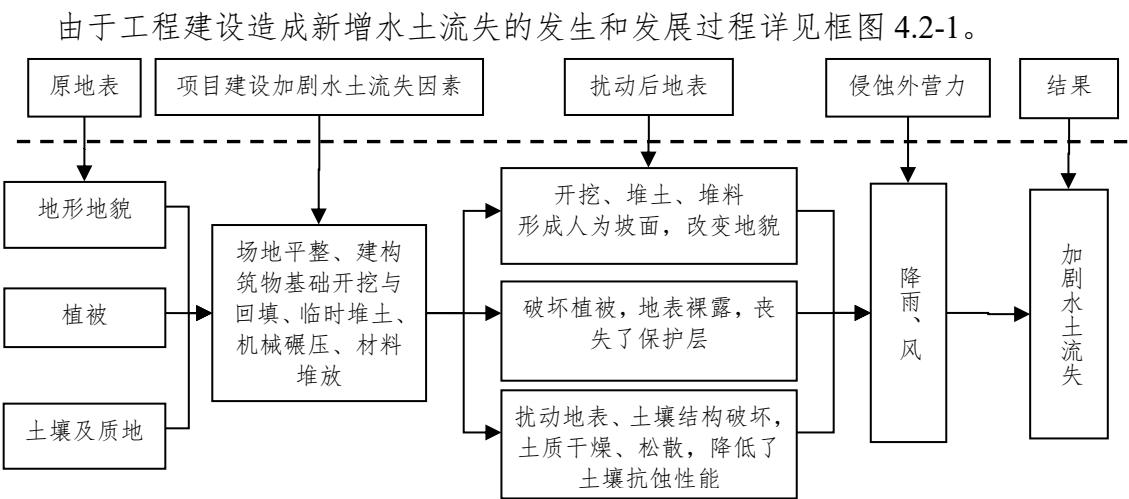 由于工程建设造成新增水土流失的发生和发展过程详见框图 4.2-1。
原地表
项目建设加剧水土流失因素
扰动后地表
侵蚀外营力
结果
地形地貌
植被
土壤及质地
场地平整、建构
筑物基础开挖与
回填、临时堆土、
机械碾压、材料
堆放
开挖、堆土、堆料
形成人为坡面，改变地貌
破坏植被，地表裸露，丧
失了保护层
扰动地表、土壤结构破坏，
土质干燥、松散，降低了
土壤抗蚀性能
降雨、风
加剧水土流失